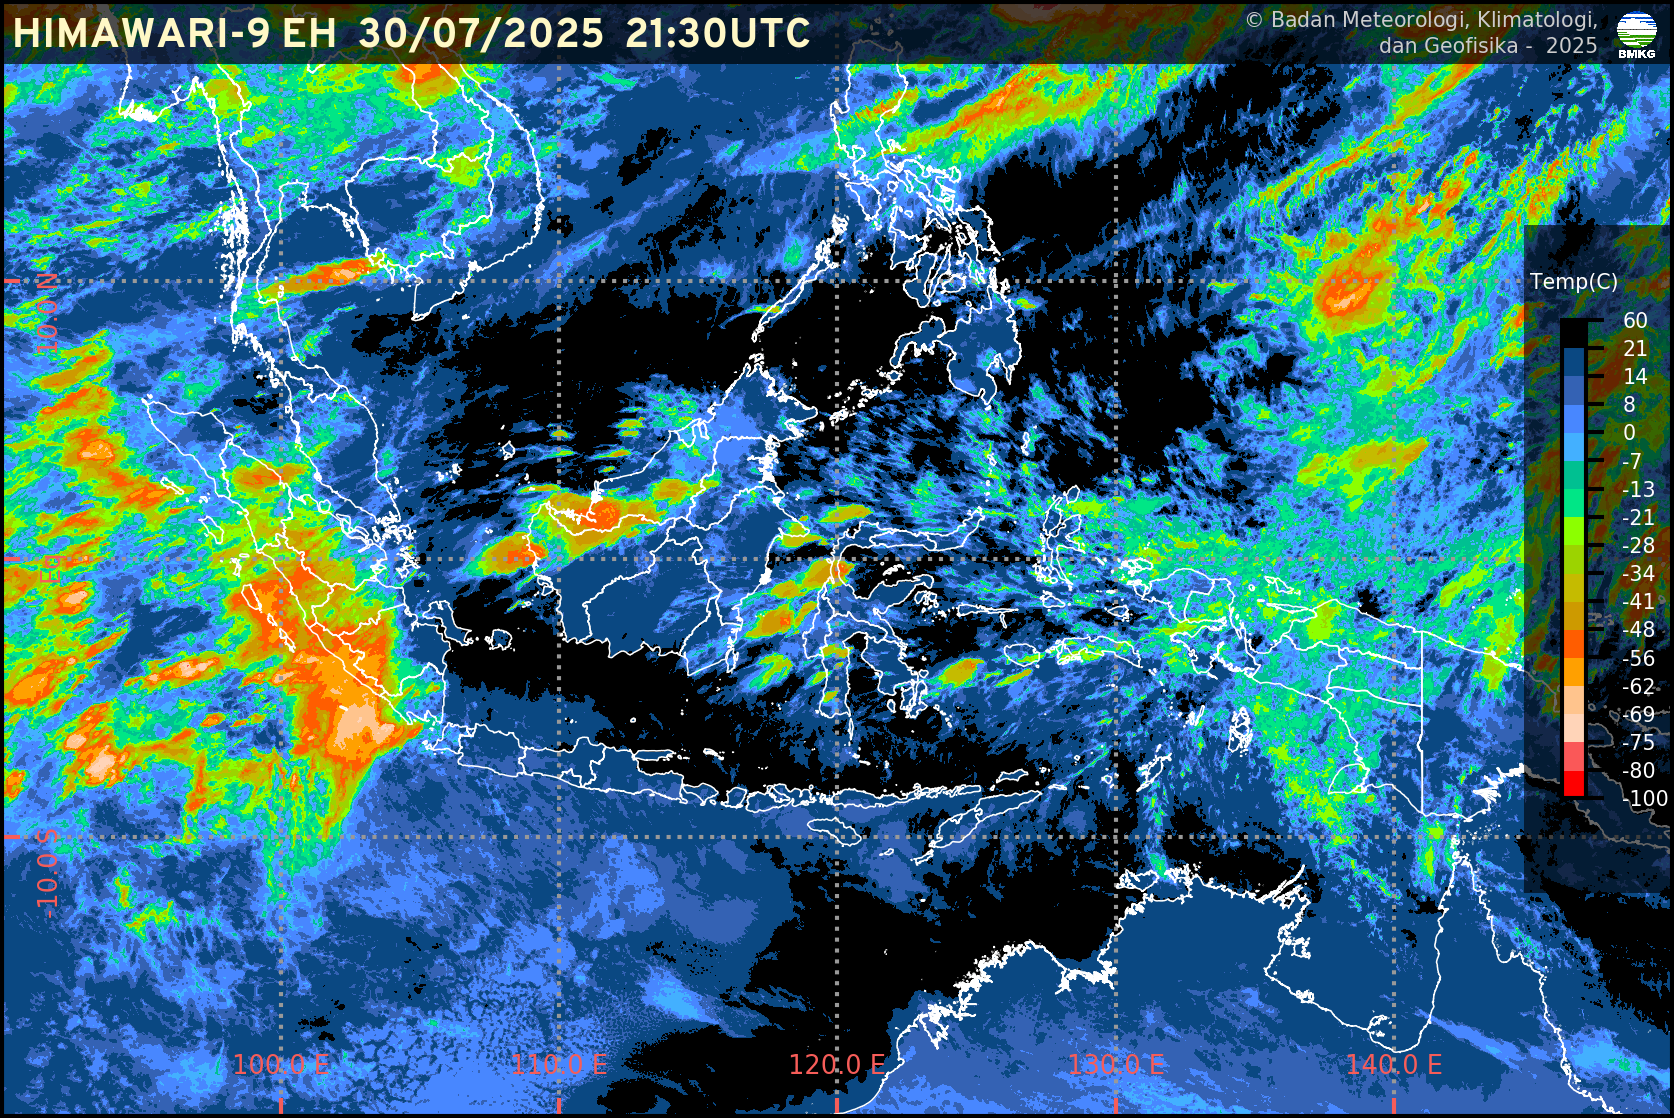 HIMAWARI-9 EH 30/07/2025 21:30UTC
© Badan Meteorologi, Klimatologi,
dan Geofisika - 2025
BMKG
Temp(C)
60
21
14
8
0
-7
-13
-21
-28
-34
-41
-48
-56
-62
-69
-75
-80
-100
10.0 N
EQ
-10.0 S
100.0 E
110.0 E
120.0 E
130.0 E
140.0 E